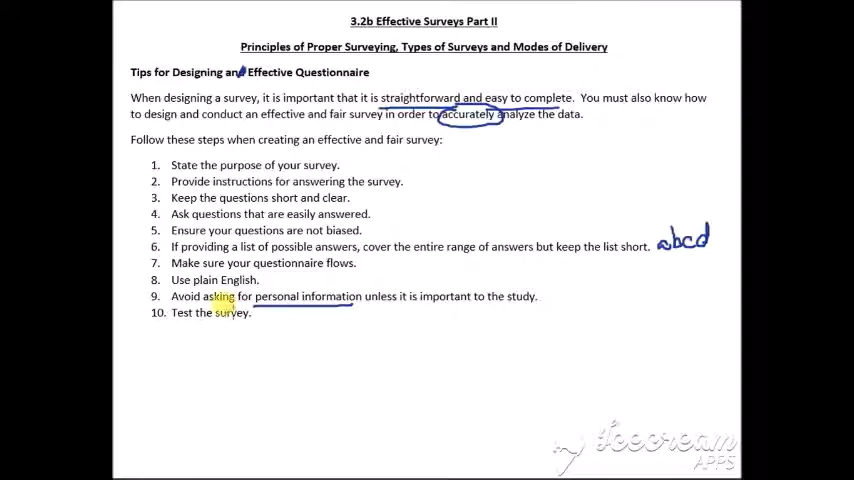 3.2b Effective Surveys Part II
Principles of Proper Surveying, Types of Surveys and Modes of Delivery
Tips for Designing an Effective Questionnaire
When designing a survey, it is important that it is straightforward and easy to complete. You must also know how
to design and conduct an effective and fair survey in order to accurately analyze the data.
Follow these steps when creating an effective and fair survey:
1. State the purpose of your survey.
2. Provide instructions for answering the survey.
3. Keep the questions short and clear.
4. Ask questions that are easily answered.
5. Ensure your questions are not biased.
6. If providing a list of possible answers, cover the entire range of answers but keep the list short. abcd
7. Make sure your questionnaire flows.
8. Use plain English.
9. Avoid asking for personal information unless it is important to the study.
10. Test the survey.
Icecream
APPS